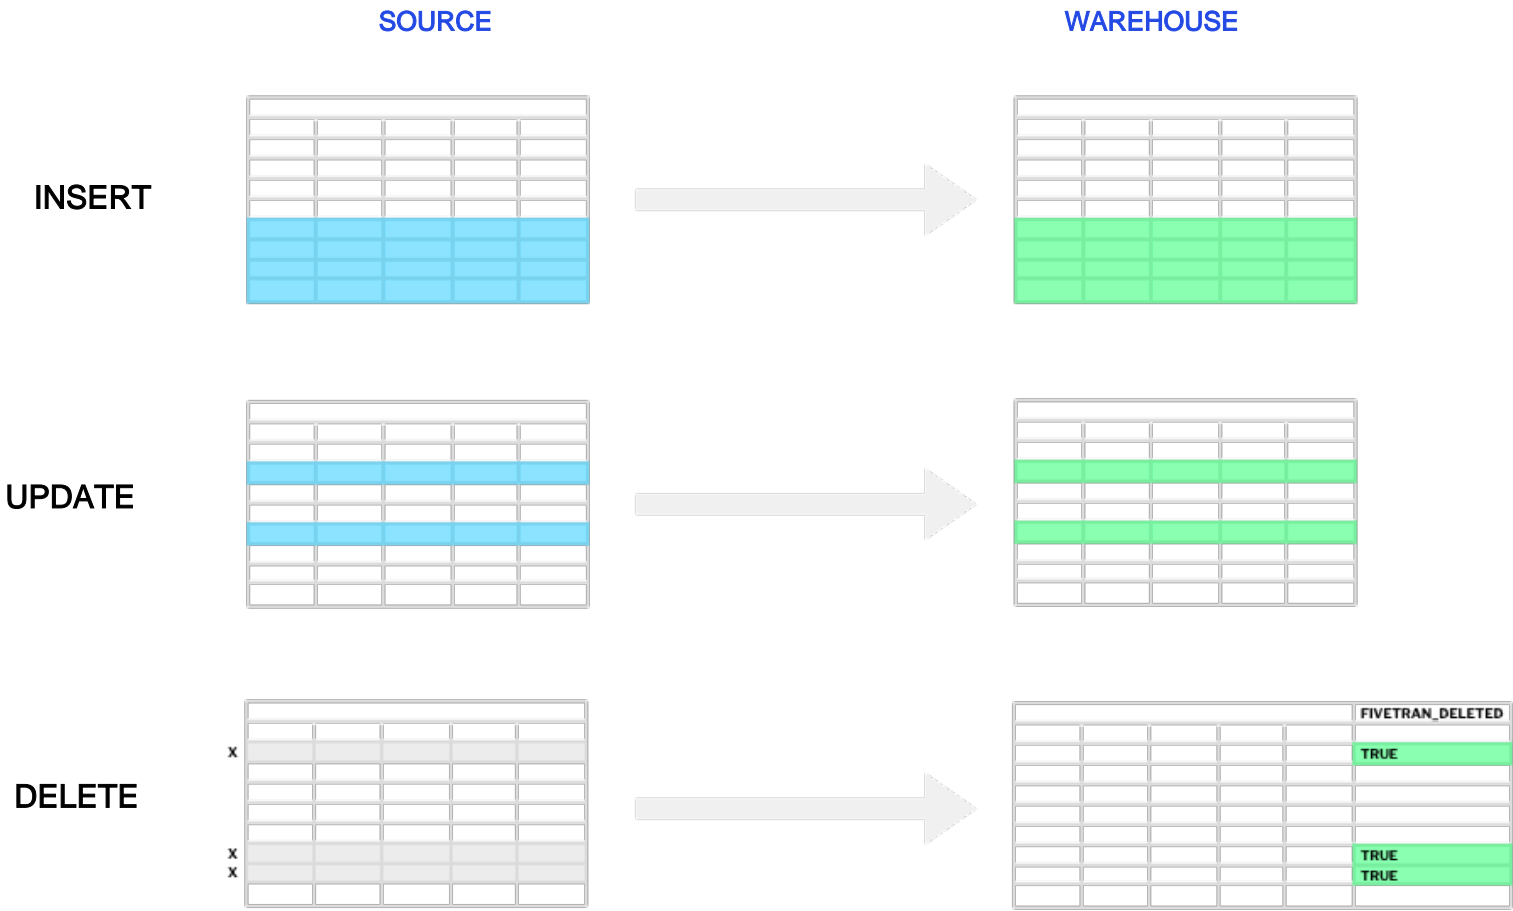 SOURCE
WAREHOUSE
INSERT
UPDATE
DELETE
X
X
X
FIVETRAN_DELETED
TRUE
TRUE
TRUE